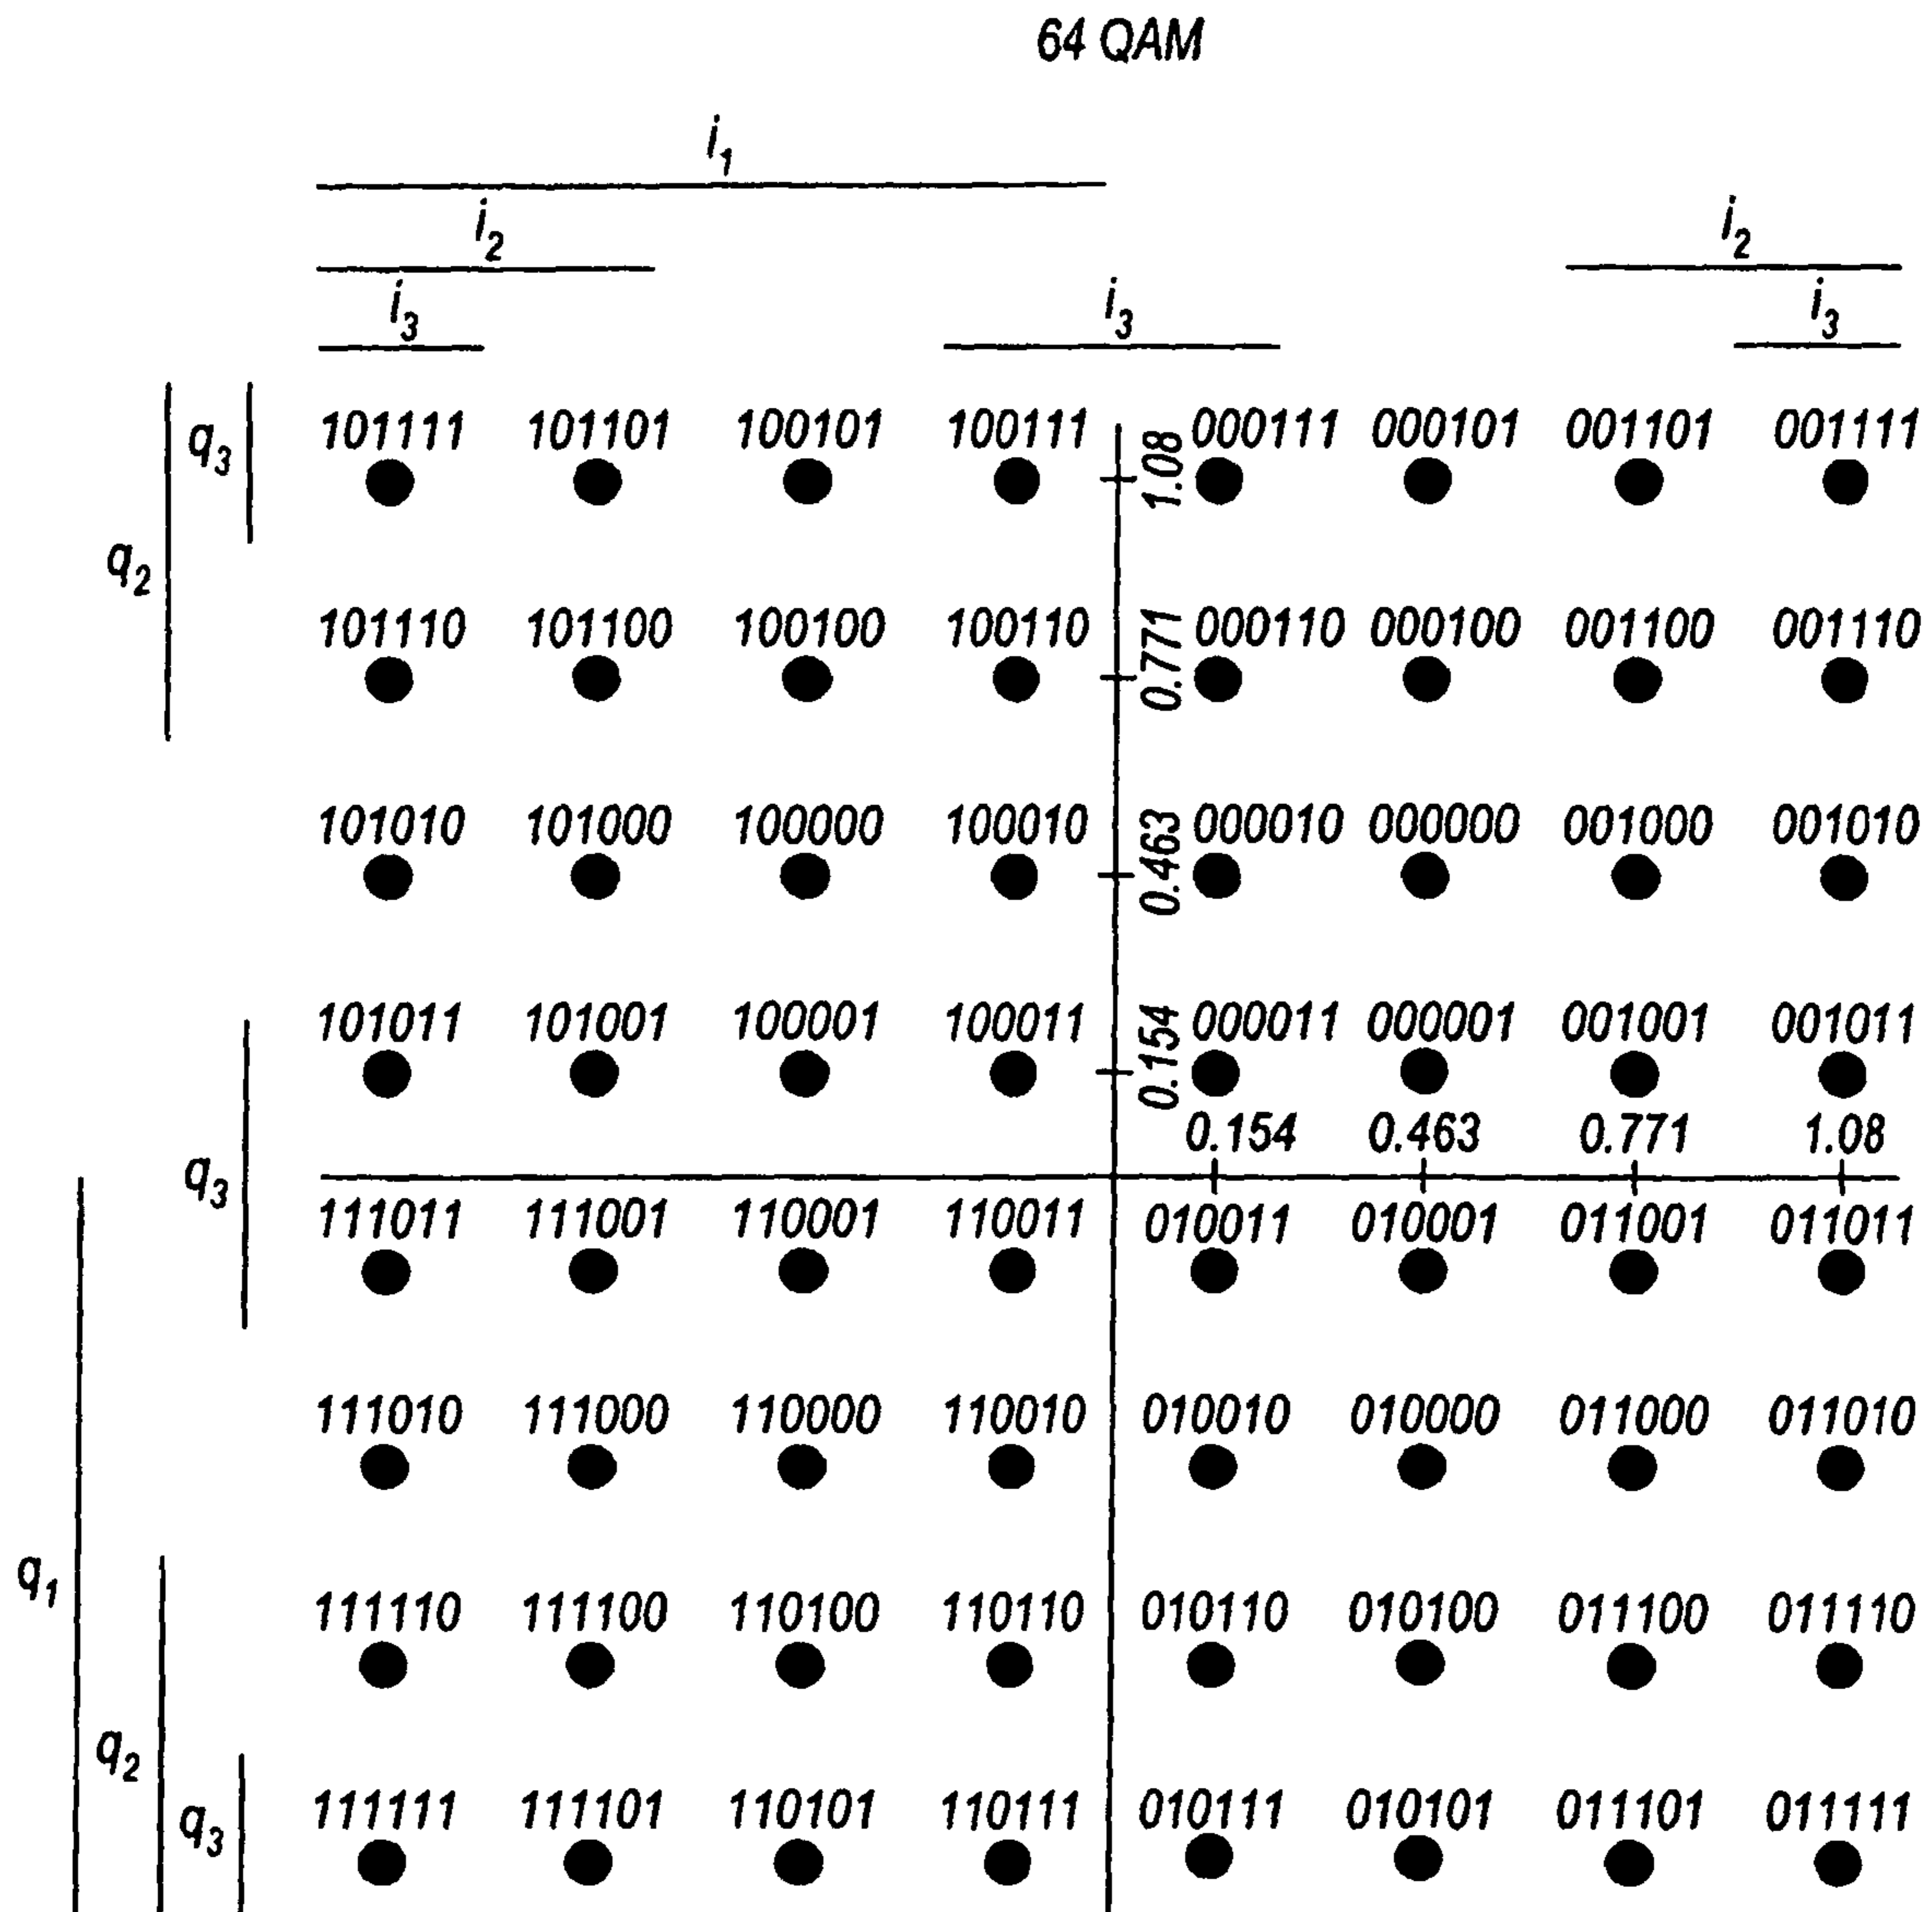 64 QAM
i1
i2 i2
i3 i3 i3
q3 101111 101101 100101 100111 1.08 000111 000101 001101 001111
q2
101110 101100 100100 100110 0.771 000110 000100 001100 001110
101010 101000 100000 100010 0.463 000010 000000 001000 001010
101011 101001 100001 100011 0.154 000011 000001 001001 001011
0.154 0.463 0.771 1.08
q3
111011 111001 110001 110011 010011 010001 011001 011011
111010 111000 110000 110010 010010 010000 011000 011010
q1
111110 111100 110100 110110 010110 010100 011100 011110
q2
q3 111111 111101 110101 110111 010111 010101 011101 011111